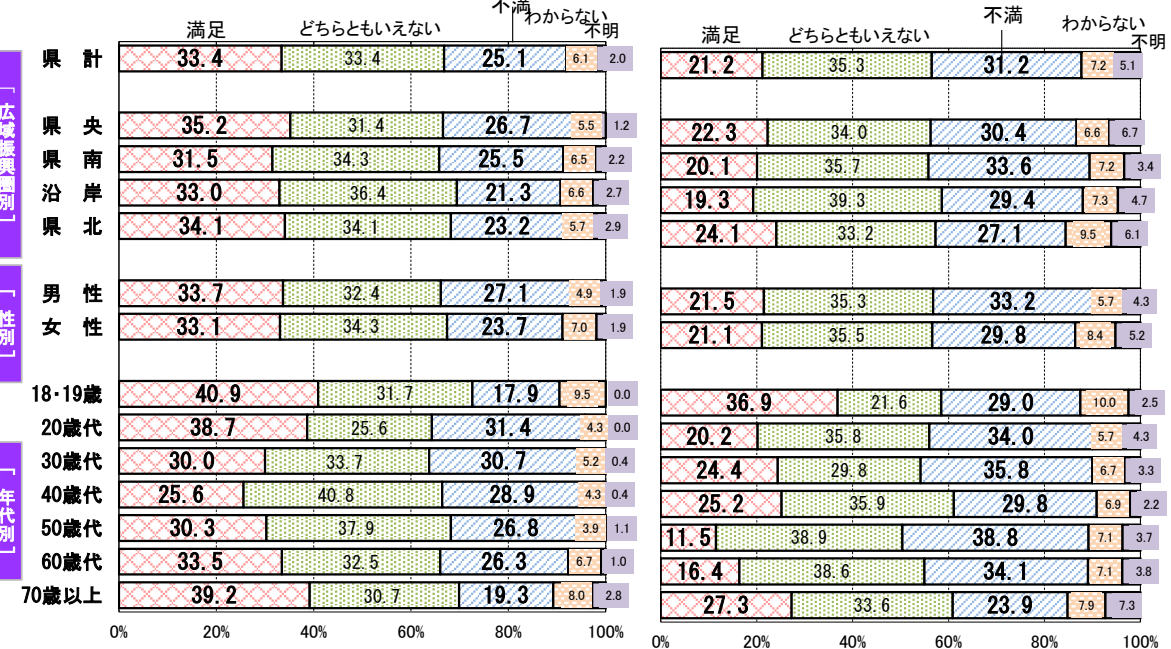 満足 どちらともいえない 不満 わからない 不明
満足 どちらともいえない 不満 わからない 不明
県 計 33.4 33.4 25.1 6.1 2.0 21.2 35.3 31.2 7.2 5.1
［広域振興圏別］
県 央 35.2 31.4 26.7 5.5 1.2 22.3 34.0 30.4 6.6 6.7
県 南 31.5 34.3 25.5 6.5 2.2 20.1 35.7 33.6 7.2 3.4
沿 岸 33.0 36.4 21.3 6.6 2.7 19.3 39.3 29.4 7.3 4.7
県 北 34.1 34.1 23.2 5.7 2.9 24.1 33.2 27.1 9.5 6.1
［性別］
男 性 33.7 32.4 27.1 4.9 1.9 21.5 35.3 33.2 5.7 4.3
女 性 33.1 34.3 23.7 7.0 1.9 21.1 35.5 29.8 8.4 5.2
［年代別］
18・19歳 40.9 31.7 17.9 9.5 0.0 36.9 21.6 29.0 10.0 2.5
20歳代 38.7 25.6 31.4 4.3 0.0 20.2 35.8 34.0 5.7 4.3
30歳代 30.0 33.7 30.7 5.2 0.4 24.4 29.8 35.8 6.7 3.3
40歳代 25.6 40.8 28.9 4.3 0.4 25.2 35.9 29.8 6.9 2.2
50歳代 30.3 37.9 26.8 3.9 1.1 11.5 38.9 38.8 7.1 3.7
60歳代 33.5 32.5 26.3 6.7 1.0 16.4 38.6 34.1 7.1 3.8
70歳以上 39.2 30.7 19.3 8.0 2.8 27.3 33.6 23.9 7.9 7.3
0% 20% 40% 60% 80% 100%
0% 20% 40% 60% 80% 100%